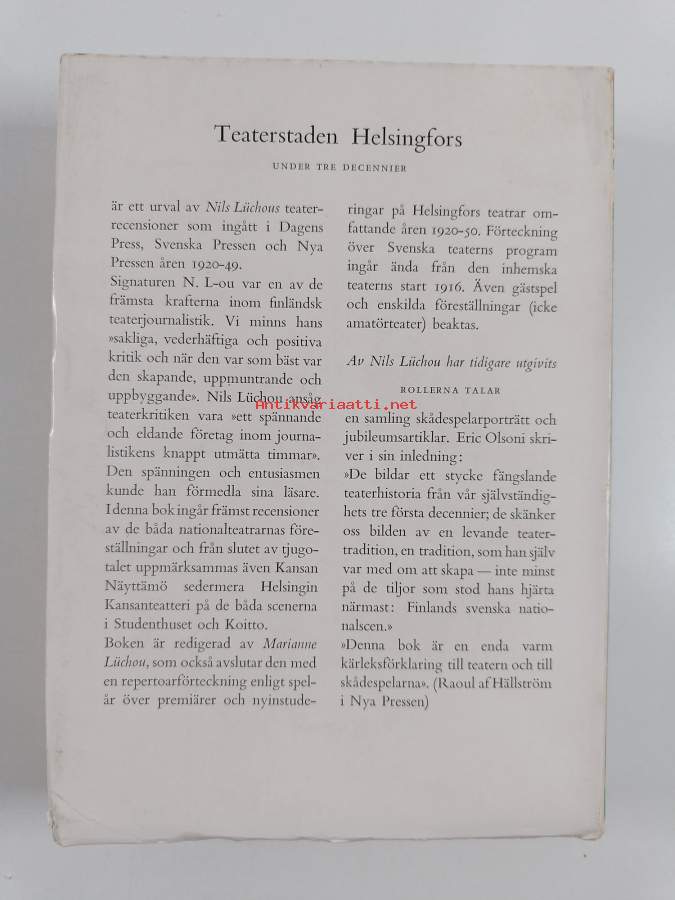 Teaterstaden Helsingfors
UNDER TRE DECENNIER
är ett urval av Nils Lüchous teater-
recensioner som ingått i Dagens
Press, Svenska Pressen och Nya
Pressen åren 1920-49.
Signaturen N. L-ou var en av de
främsta krafterna inom finländsk
teaterjournalistik. Vi minns hans
»sakliga, vederhäftiga och positiva
kritik och när den var som bäst var
den skapande, uppmuntrande och
uppbyggande». Nils Lüchou ansåg
teaterkritiken vara »ett spännande
och eldande företag inom journa-
listikens knappt utmätta timmar».
Den spänningen och entusiasmen
kunde han förmedla sina läsare.
I denna bok ingår främst recensioner
av de båda nationalteatrarnas före-
ställningar och från slutet av tjugo-
talet uppmärksammas även Kansan
Näyttämö sedermera Helsingin
Kansanteatteri på de båda scenerna
i Studenthuset och Koitto.
Boken är redigerad av Marianne
Lüchou, som också avslutar den med
en repertoarförteckning enligt spel-
år över premiärer och nyinstude-
ringar på Helsingfors teatrar om-
fattande åren 1920-50. Förteckning
över Svenska teaterns program
ingår ända från den inhemska
teaterns start 1916. Även gästspel
och enskilda föreställningar (icke
amatörteater) beaktas.
Av Nils Lüchou har tidigare utgivits
ROLLERNA TALAR
en samling skådespelarporträtt och
jubileumsartiklar. Eric Olsoni skri-
ver i sin inledning:
»De bildar ett stycke fängslande
teaterhistoria från vår självständig-
hets tre första decennier; de skänker
oss bilden av en levande teater-
tradition, en tradition, som han själv
var med om att skapa — inte minst
på de tiljor som stod hans hjärta
närmast: Finlands svenska natio-
nalscen.»
»Denna bok är en enda varm
kärleksförklaring till teatern och till
skådespelarna». (Raoul af Hällström
i Nya Pressen)
Antikvariaatti.net